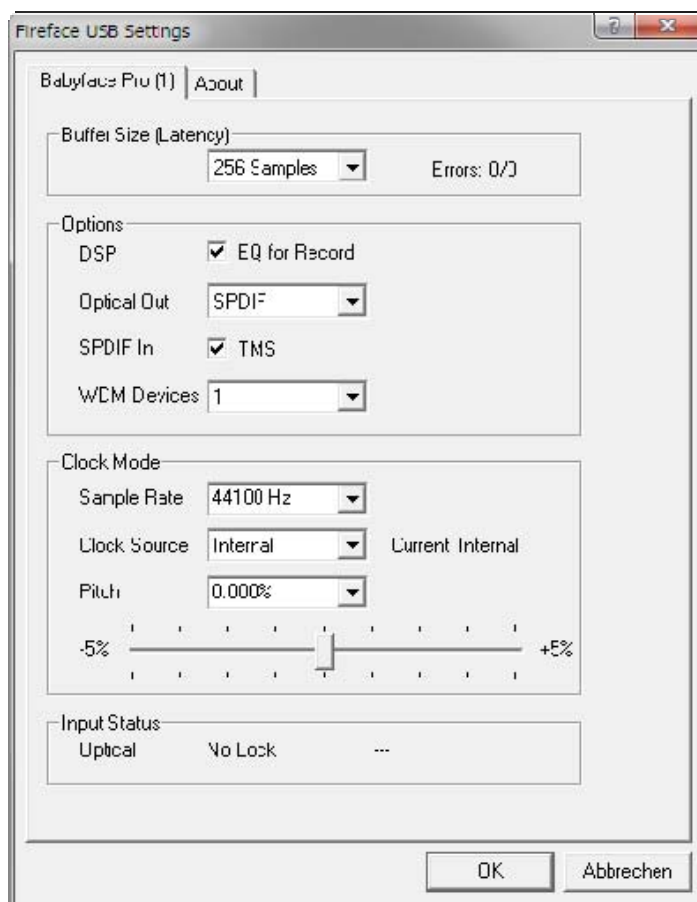 Fireface USB Settings
Babyface Pro (1)
About
Buffer Size (Latency)
256 Samples
Errors: 0/0
Options
DSP
EQ for Record
Optical Out
SPDIF
SPDIF In
TMS
WDM Devices
1
Clock Mode
Sample Rate
44100 Hz
Clock Source
Internal
Current Internal
Pitch
0.000%
-5%
+5%
Input Status
Optical
No Lock
---
OK
Abbrechen